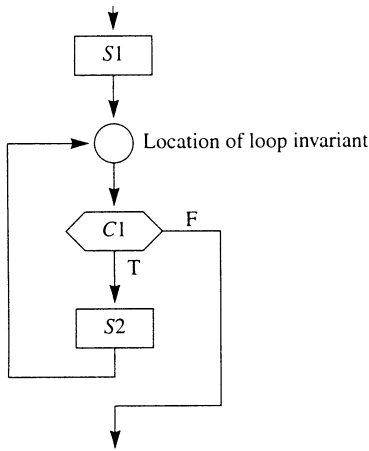 S1
Location of loop invariant
C1
F
T
S2